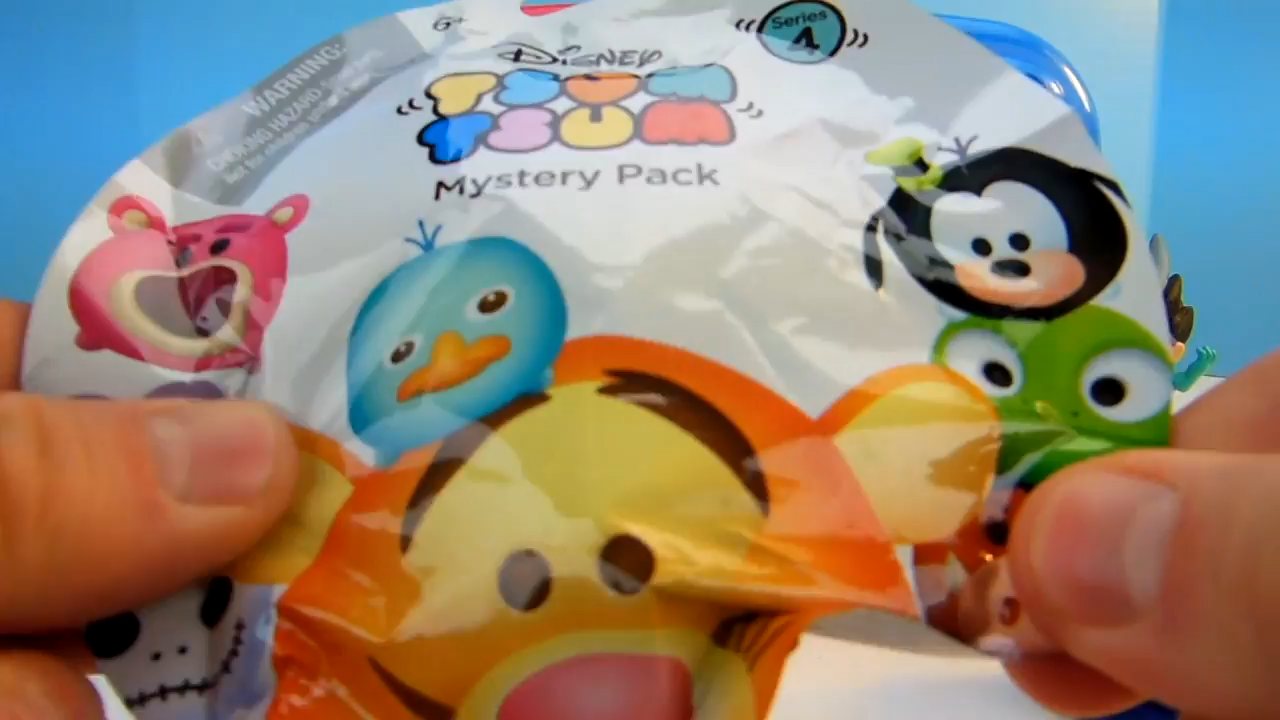 WARNING:
CHOKING HAZARD-
6+
Series
4
Disney
TSUM
TSUM
Mystery Pack